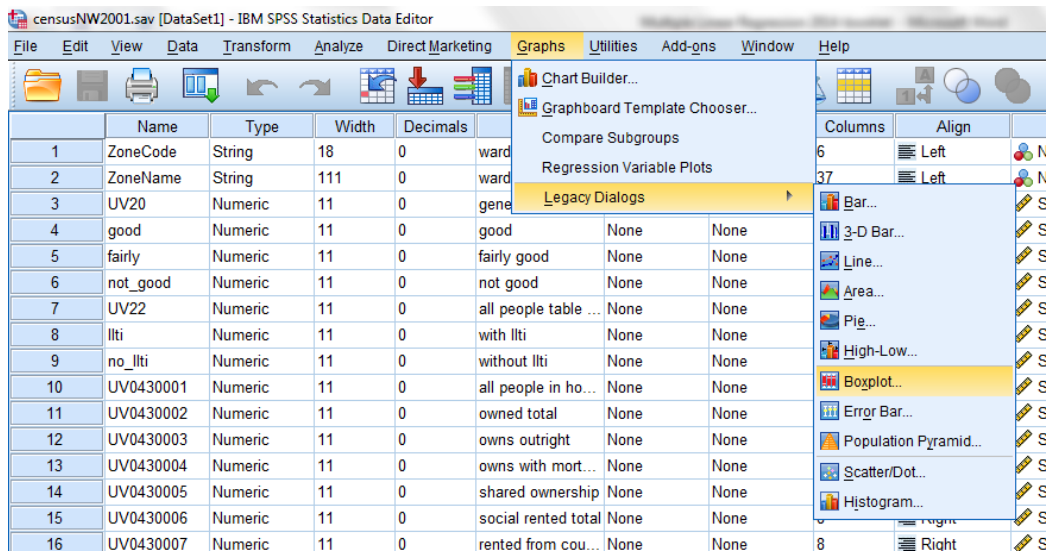 censusNW2001.sav [DataSet1] - IBM SPSS Statistics Data Editor
File Edit View Data Transform Analyze Direct Marketing Graphs Utilities Add-ons Window Help
Chart Builder...
Graphboard Template Chooser...
Compare Subgroups
Regression Variable Plots
Legacy Dialogs
Bar...
3-D Bar...
Line...
Area...
Pie...
High-Low...
Boxplot...
Error Bar...
Population Pyramid...
Scatter/Dot...
Histogram...
Name Type Width Decimals Columns Align
1 ZoneCode String 18 0 ward 6 Left N
2 ZoneName String 111 0 ward 37 Left N
3 UV20 Numeric 11 0 gene S
4 good Numeric 11 0 good None None S
5 fairly Numeric 11 0 fairly good None None S
6 not_good Numeric 11 0 not good None None S
7 UV22 Numeric 11 0 all people table ... None None S
8 llti Numeric 11 0 with llti None None S
9 no_llti Numeric 11 0 without llti None None S
10 UV0430001 Numeric 11 0 all people in ho... None None S
11 UV0430002 Numeric 11 0 owned total None None S
12 UV0430003 Numeric 11 0 owns outright None None S
13 UV0430004 Numeric 11 0 owns with mort... None None S
14 UV0430005 Numeric 11 0 shared ownership None None S
15 UV0430006 Numeric 11 0 social rented total None None Right S
16 UV0430007 Numeric 11 0 rented from cou... None None 8 Right S